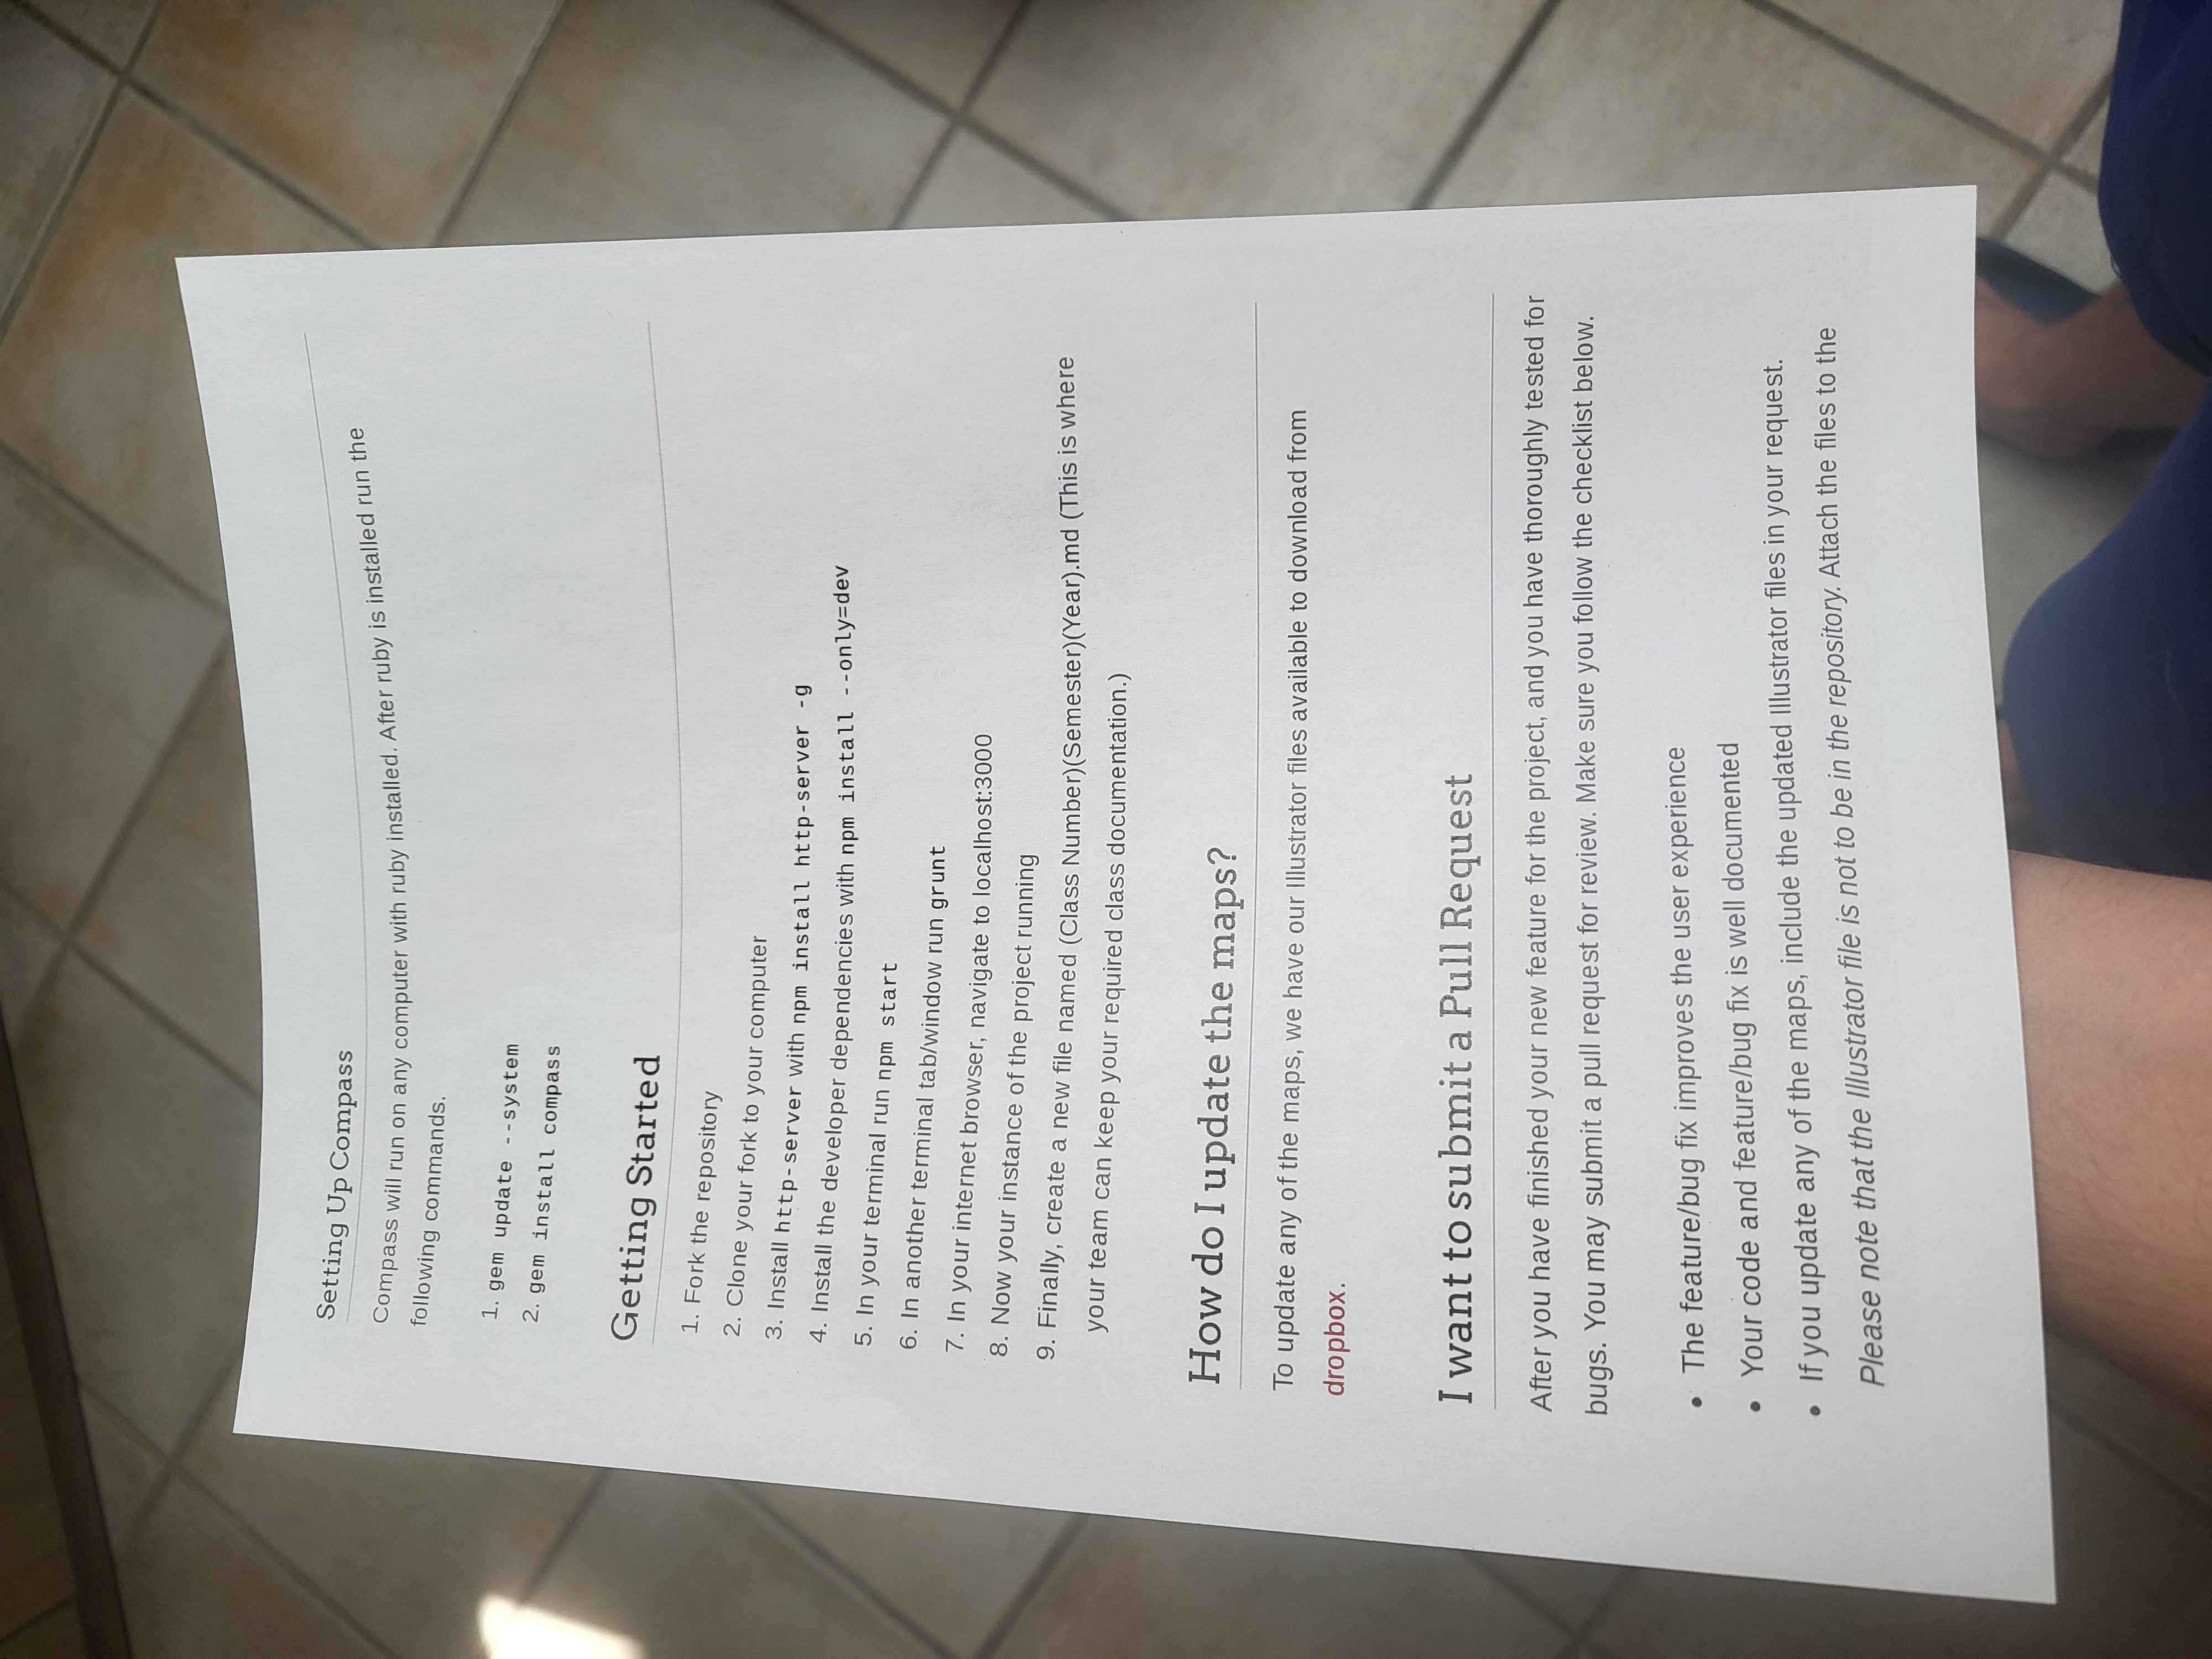 Setting Up Compass
Compass will run on any computer with ruby installed. After ruby is installed run the
following commands.
1. gem update --system
2. gem install compass
Getting Started
1. Fork the repository
2. Clone your fork to your computer
3. Install http-server with npm install http-server -g
4. Install the developer dependencies with npm install --only=dev
5. In your terminal run npm start
6. In another terminal tab/window run grunt
7. In your internet browser, navigate to localhost:3000
8. Now your instance of the project running
9. Finally, create a new file named (Class Number)(Semester)(Year).md (This is where
your team can keep your required class documentation.)
How do I update the maps?
To update any of the maps, we have our Illustrator files available to download from
dropbox.
I want to submit a Pull Request
After you have finished your new feature for the project, and you have thoroughly tested for
bugs. You may submit a pull request for review. Make sure you follow the checklist below.
• The feature/bug fix improves the user experience
• Your code and feature/bug fix is well documented
• If you update any of the maps, include the updated Illustrator files in your request.
Please note that the Illustrator file is not to be in the repository. Attach the files to the